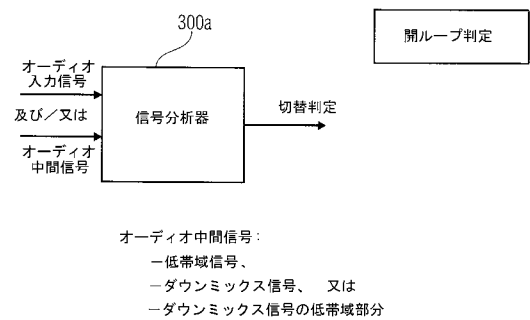 300a
開ループ判定
オーディオ
入力信号
及び／又は
オーディオ
中間信号
信号分析器
切替判定
オーディオ中間信号：
－低帯域信号、
－ダウンミックス信号、 又は
－ダウンミックス信号の低帯域部分